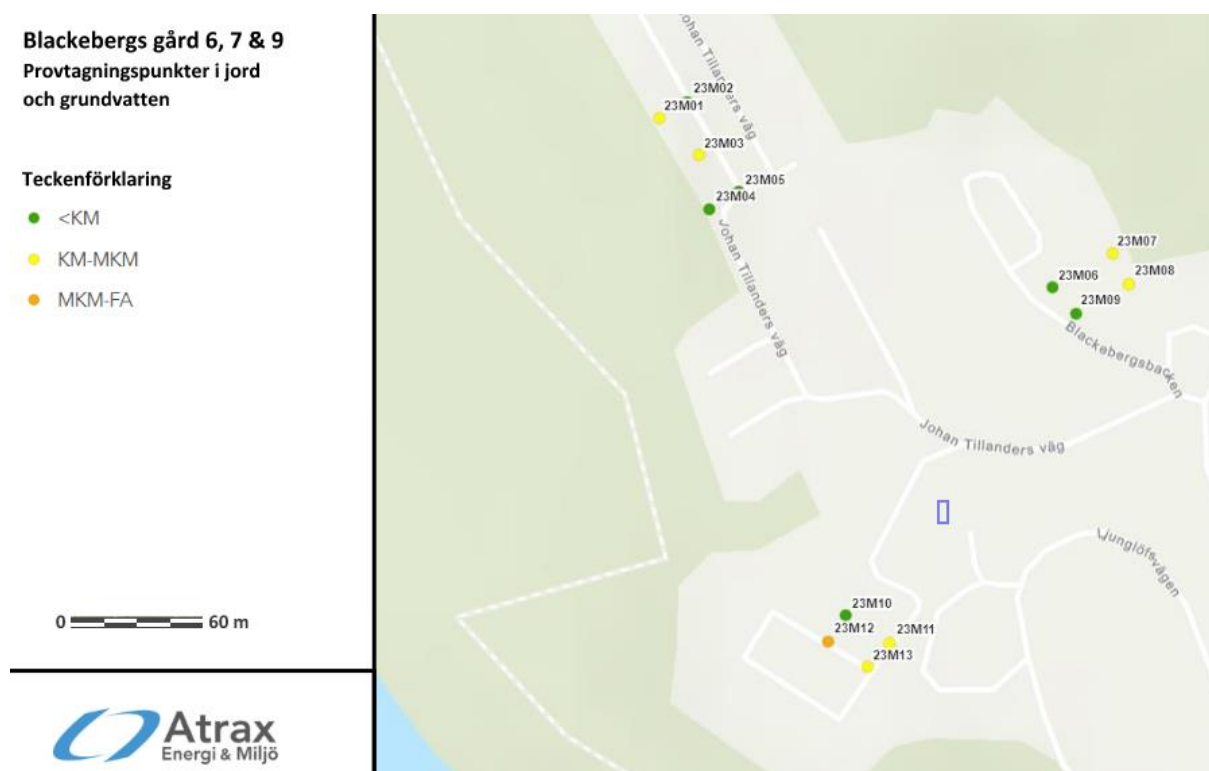 Blackebergs gård 6, 7 & 9
Provtagningspunkter i jord
och grundvatten
Teckenförklaring
<KM
KM-MKM
MKM-FA
0 60 m
Atrax
Energi & Miljö
Johan Tillanders väg
23M02
23M01
23M03
23M05
23M04
Johan Tillanders väg
23M07
23M06
23M08
23M09
Blackebergsbacken
Johan Tillanders väg
Ljunglöfsvägen
23M10
23M12
23M11
23M13